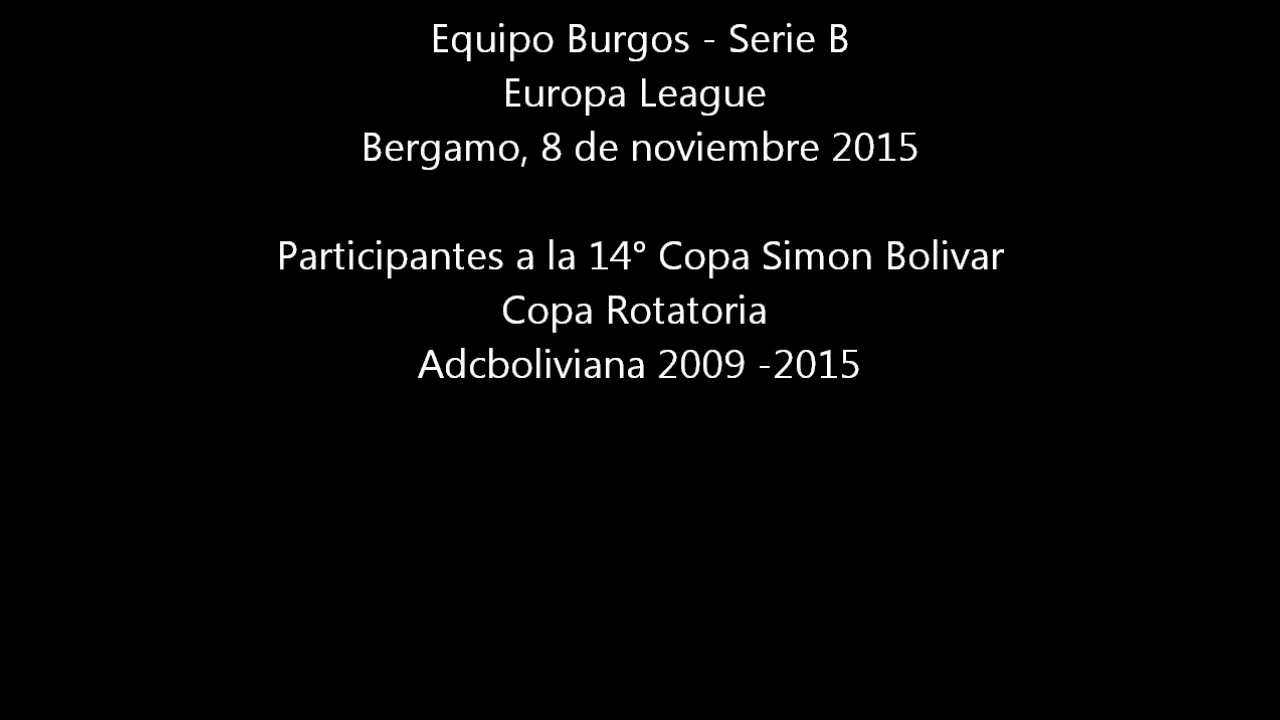 Equipo Burgos - Serie B
Europa League
Bergamo, 8 de noviembre 2015
Participantes a la 14° Copa Simon Bolivar
Copa Rotatoria
Adcboliviana 2009 -2015